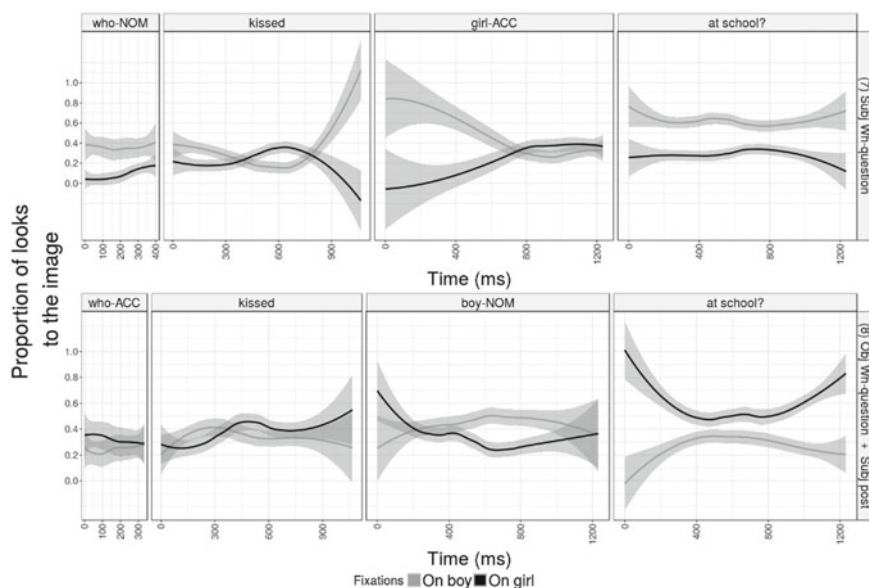 who-NOM kissed girl-ACC at school?
1.0
0.8
0.6
0.4
0.2
0.0
0 100 200 300 400 0 300 600 900 0 400 800 1200 0 400 800 1200
Time (ms)
(7) Subj Wh-question
Proportion of looks
to the image
who-ACC kissed boy-NOM at school?
1.0
0.8
0.6
0.4
0.2
0.0
0 100 200 300 0 300 600 900 0 400 800 1200 0 400 800 1200
Time (ms)
(8) Obj Wh-question + Subj post
Fixations On boy On girl